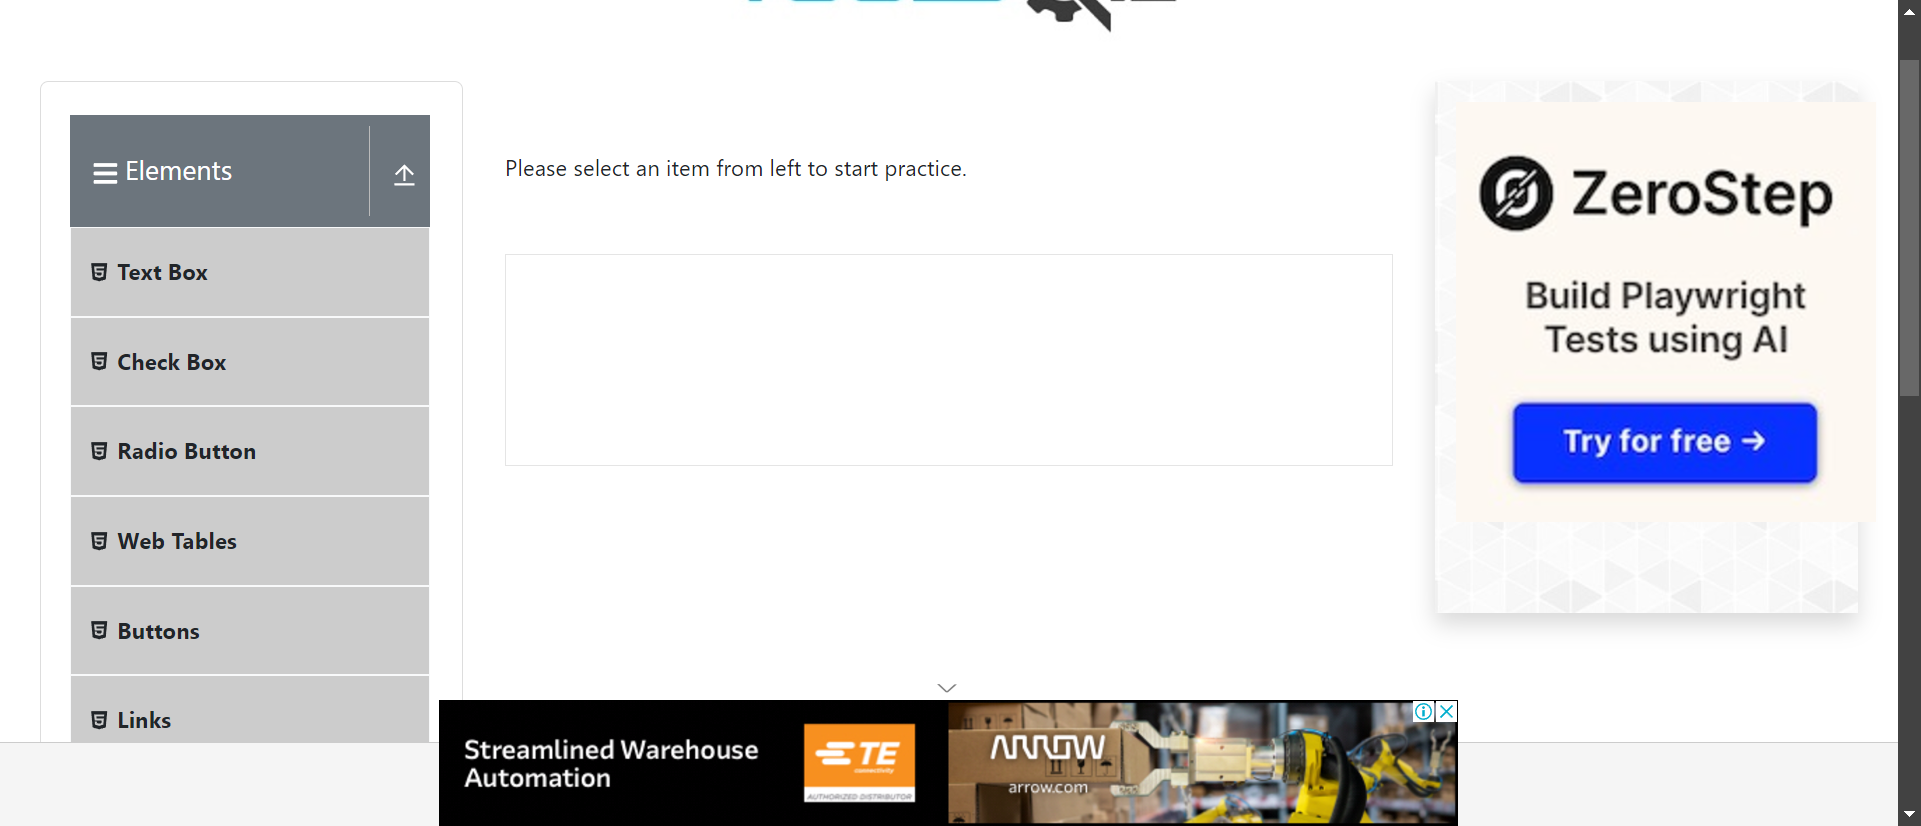 Elements
Text Box
Check Box
Radio Button
Web Tables
Buttons
Links
Please select an item from left to start practice.
ZeroStep
Build Playwright
Tests using AI
Try for free →
Streamlined Warehouse
Automation
TE
connectivity
AUTHORIZED DISTRIBUTOR
ARROW
arrow.com